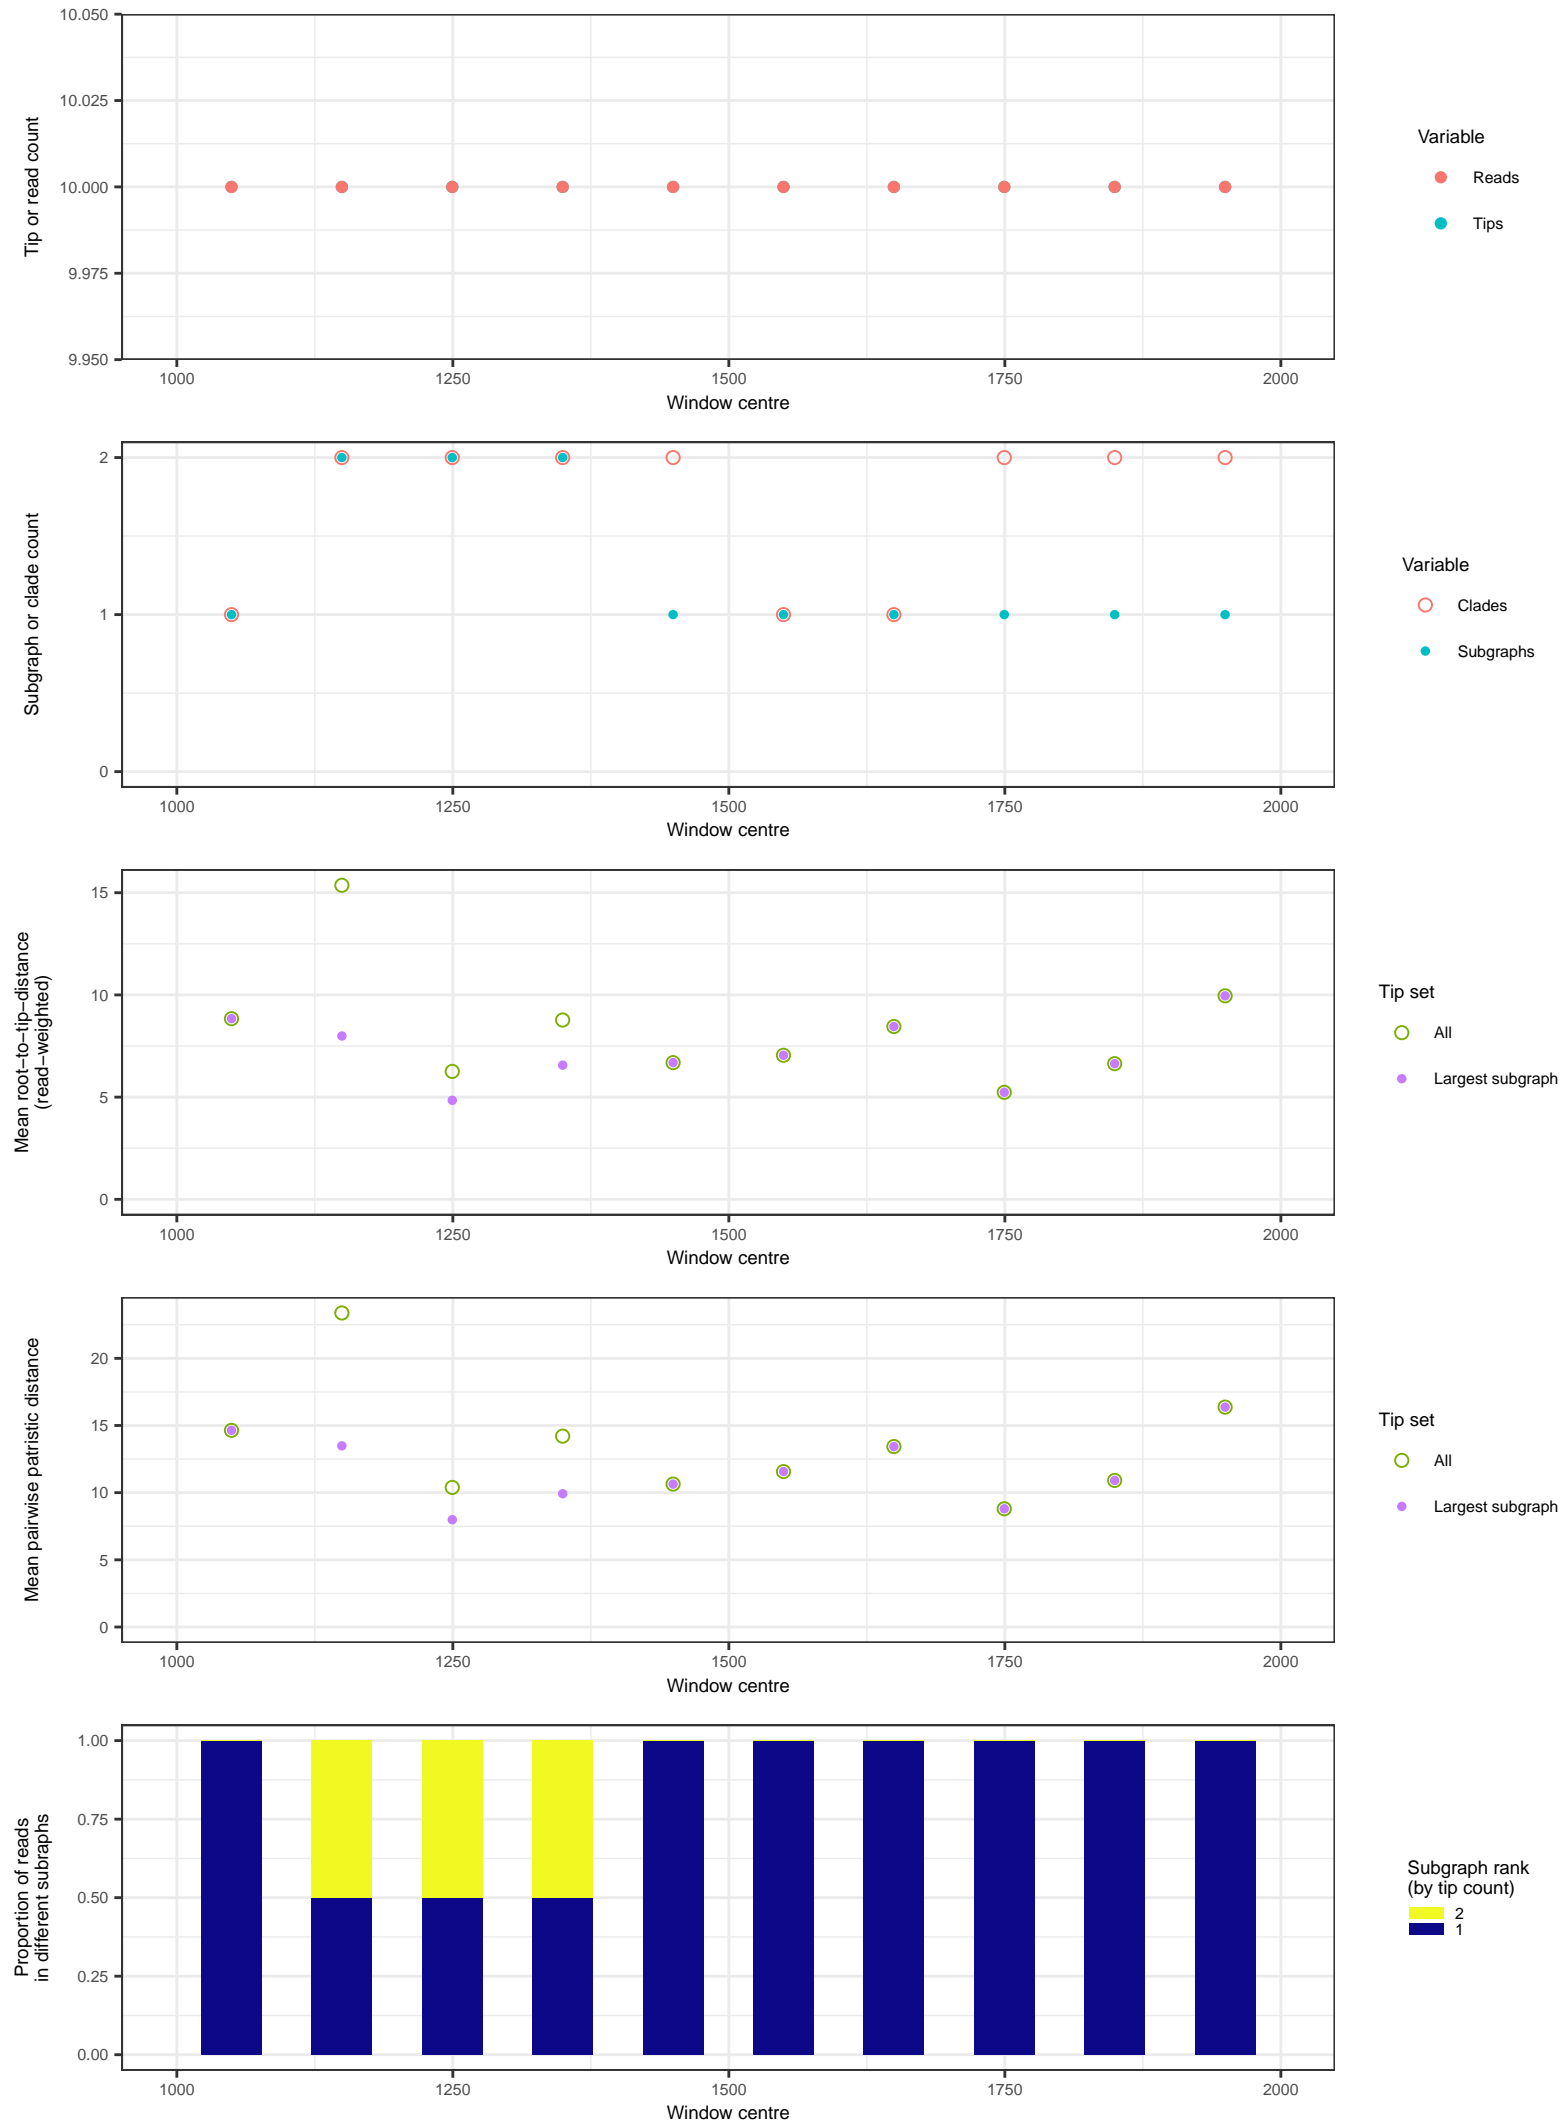 10.050
10.025
10.000
9.975
9.950
Tip or read count
1000 1250 1500 1750 2000
Window centre
Variable
Reads
Tips
2
1
0
Subgraph or clade count
1000 1250 1500 1750 2000
Window centre
Variable
Clades
Subgraphs
15
10
5
0
Mean root−to−tip−distance
(read−weighted)
1000 1250 1500 1750 2000
Window centre
Tip set
All
Largest subgraph
20
15
10
5
0
Mean pairwise patristic distance
1000 1250 1500 1750 2000
Window centre
Tip set
All
Largest subgraph
1.00
0.75
0.50
0.25
0.00
Proportion of reads
in different subraphs
1000 1250 1500 1750 2000
Window centre
Subgraph rank
(by tip count)
2
1